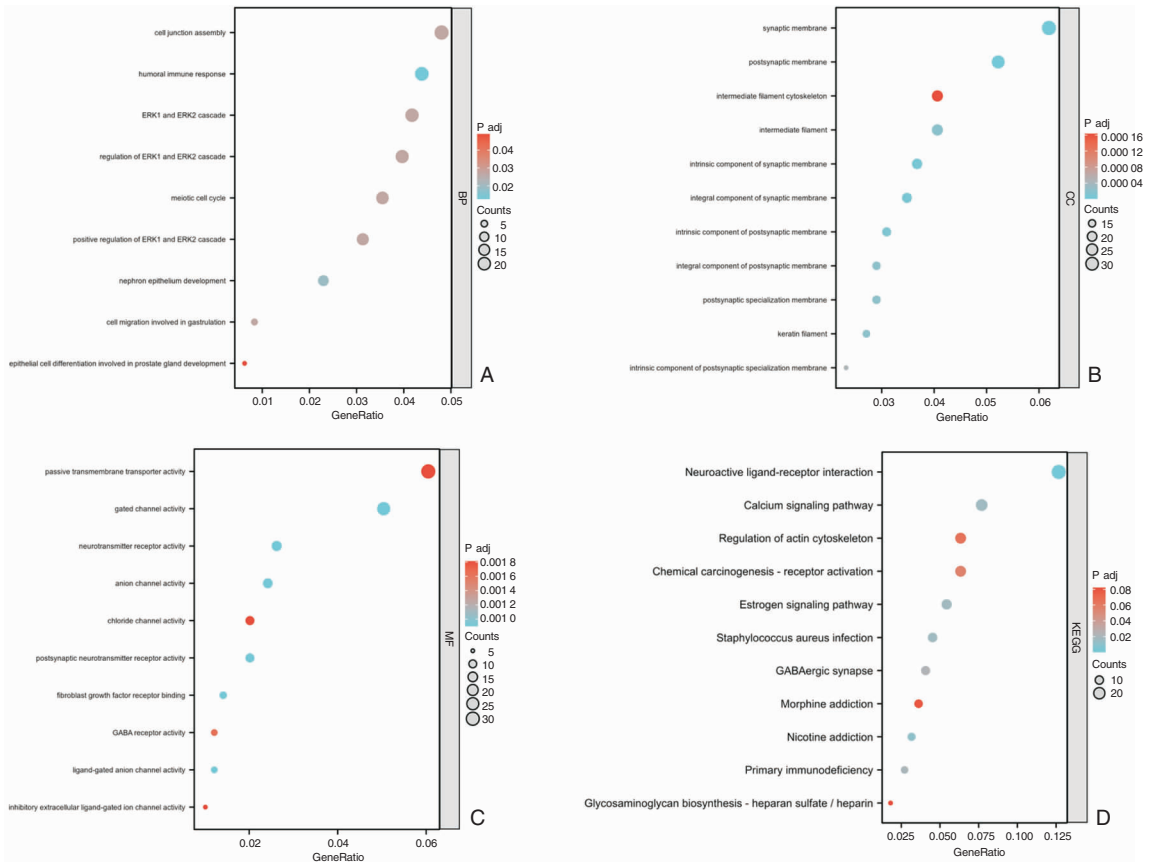 cell junction assembly
humoral immune response
ERK1 and ERK2 cascade
regulation of ERK1 and ERK2 cascade
meiotic cell cycle
positive regulation of ERK1 and ERK2 cascade
nephron epithelium development
cell migration involved in gastrulation
epithelial cell differentiation involved in prostate gland development
0.01 0.02 0.03 0.04 0.05
GeneRatio
BP
P adj
0.04
0.03
0.02
Counts
5
10
15
20
A
synaptic membrane
postsynaptic membrane
intermediate filament cytoskeleton
intermediate filament
intrinsic component of synaptic membrane
integral component of synaptic membrane
intrinsic component of postsynaptic membrane
integral component of postsynaptic membrane
postsynaptic specialization membrane
keratin filament
intrinsic component of postsynaptic specialization membrane
0.03 0.04 0.05 0.06
GeneRatio
CC
P adj
0.000 16
0.000 12
0.000 08
0.000 04
Counts
15
20
25
30
B
passive transmembrane transporter activity
gated channel activity
neurotransmitter receptor activity
anion channel activity
chloride channel activity
postsynaptic neurotransmitter receptor activity
fibroblast growth factor receptor binding
GABA receptor activity
ligand-gated anion channel activity
inhibitory extracellular ligand-gated ion channel activity
0.02 0.04 0.06
GeneRatio
MF
P adj
0.001 8
0.001 6
0.001 4
0.001 2
0.001 0
Counts
5
10
15
20
25
30
C
Neuroactive ligand-receptor interaction
Calcium signaling pathway
Regulation of actin cytoskeleton
Chemical carcinogenesis - receptor activation
Estrogen signaling pathway
Staphylococcus aureus infection
GABAergic synapse
Morphine addiction
Nicotine addiction
Primary immunodeficiency
Glycosaminoglycan biosynthesis - heparan sulfate / heparin
0.025 0.050 0.075 0.100 0.125
GeneRatio
KEGG
P adj
0.08
0.06
0.04
0.02
Counts
10
20
D